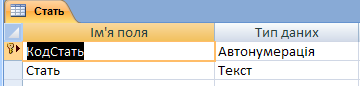 Стать
Ім'я поля Тип даних
КодСтать Автонумерація
Стать Текст